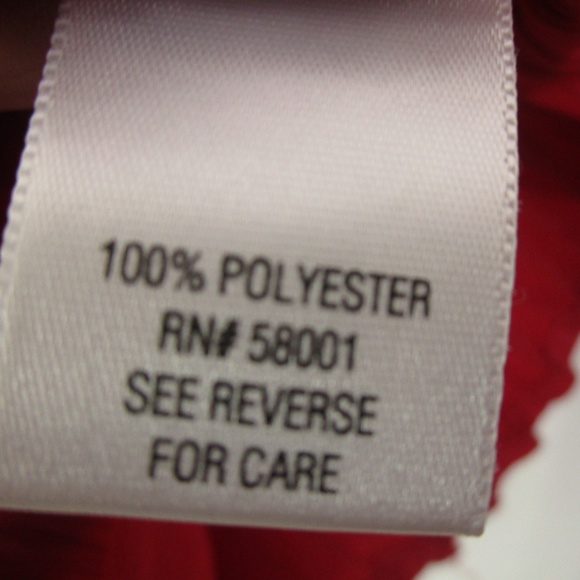 100% POLYESTER
RN# 58001
SEE REVERSE
FOR CARE